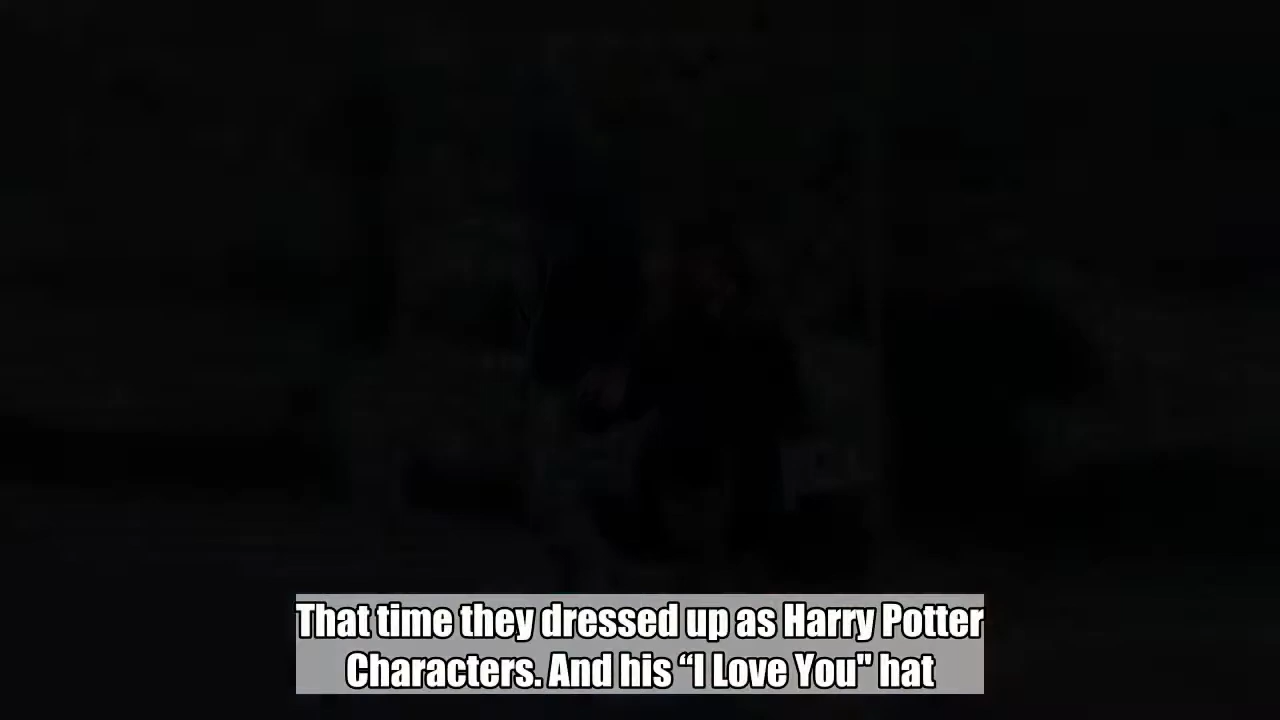 That time they dressed up as Harry Potter
Characters. And his “I Love You" hat